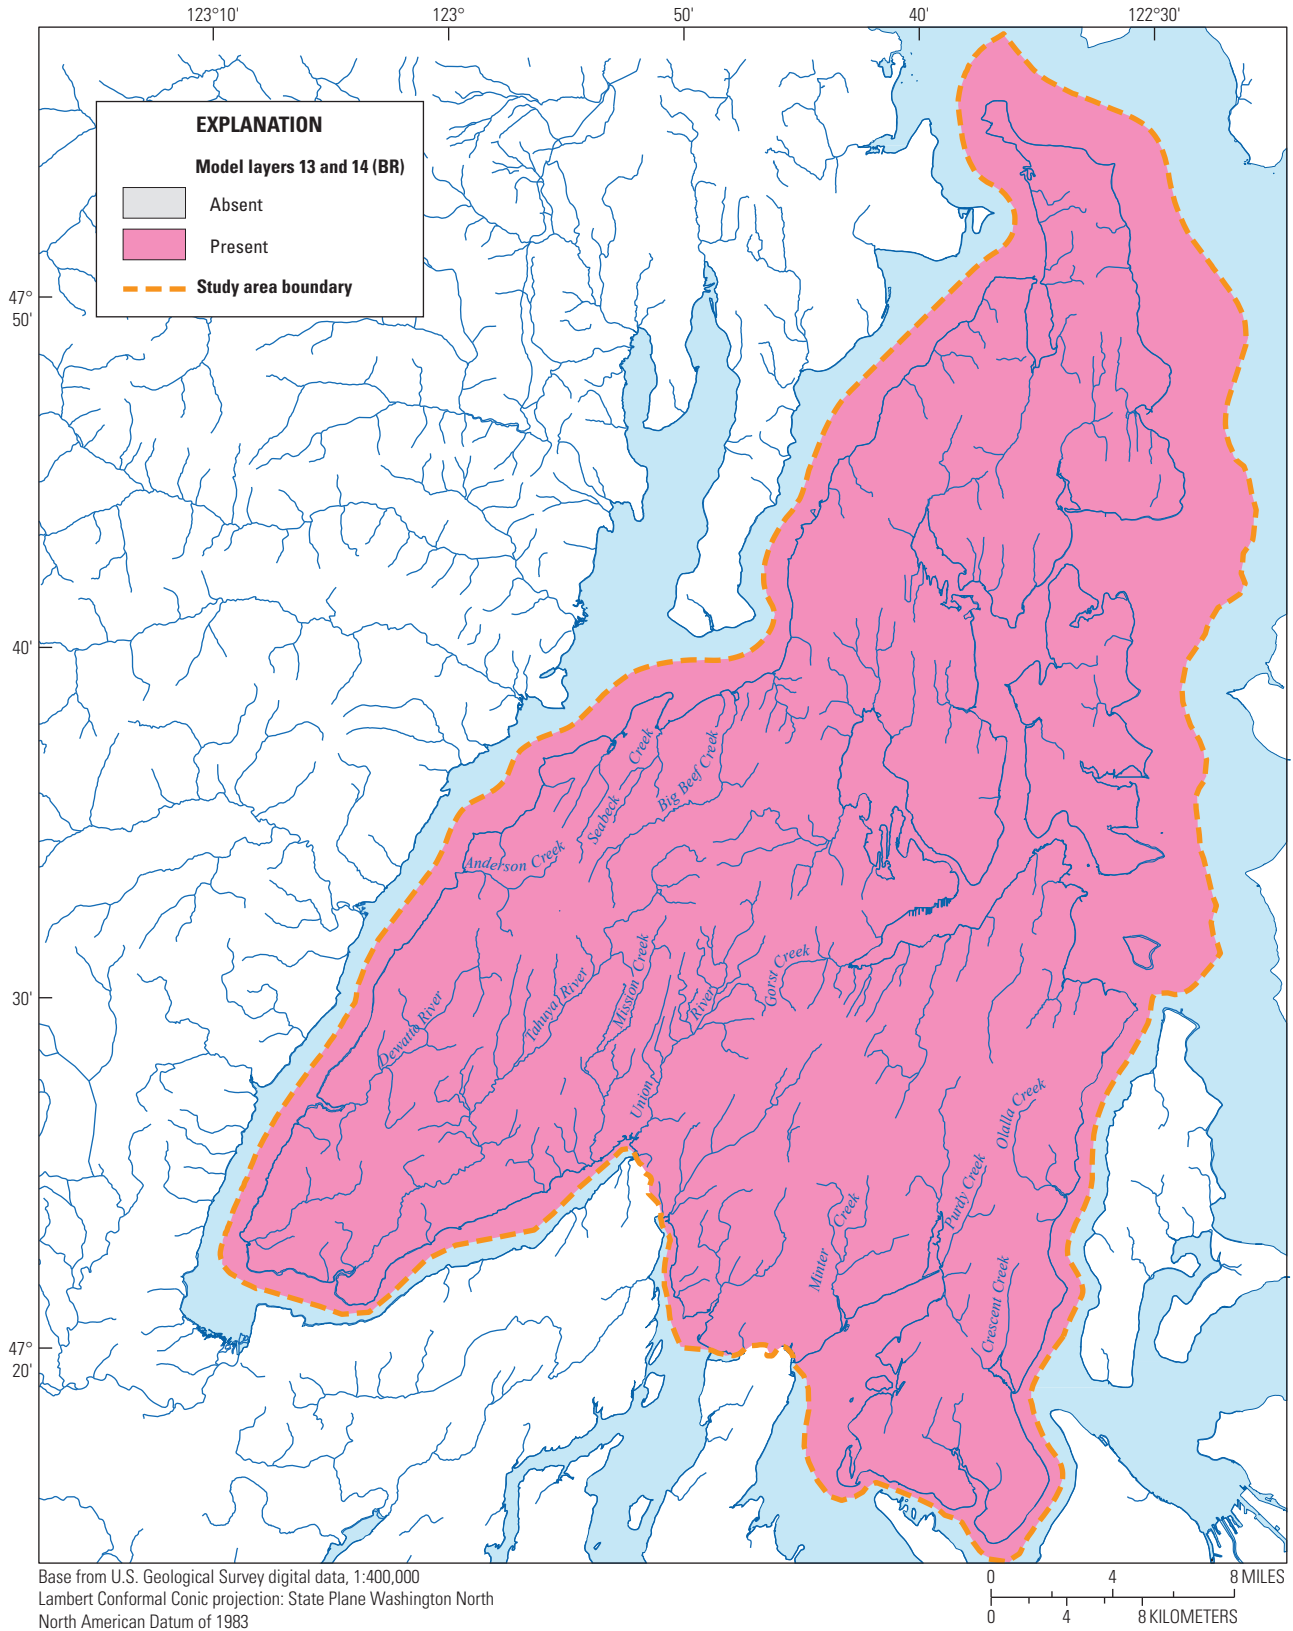 123°10'
123°
50'
40'
122°30'
EXPLANATION
Model layers 13 and 14 (BR)
Absent
Present
Study area boundary
47°
50'
40'
30'
47°
20'
Seabeck Creek
Big Beef Creek
Anderson Creek
Dewatto River
Tahuya River
Mission Creek
Union River
Gorst Creek
Olalla Creek
Purdy Creek
Minter Creek
Crescent Creek
Base from U.S. Geological Survey digital data, 1:400,000
Lambert Conformal Conic projection: State Plane Washington North
North American Datum of 1983
0 4 8 MILES
0 4 8 KILOMETERS